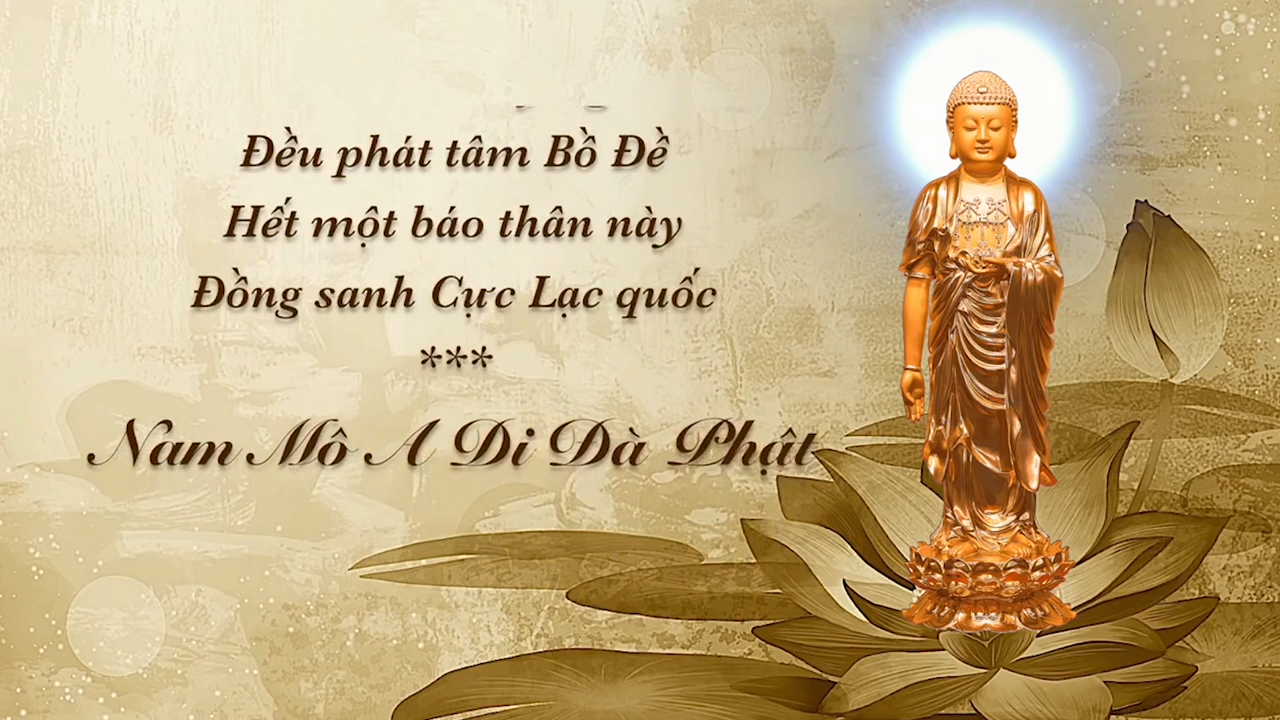 Đều phát tâm Bồ Đề
Hết một báo thân này
Đồng sanh Cực Lạc quốc
***
Nam Mô A Di Đà Phật